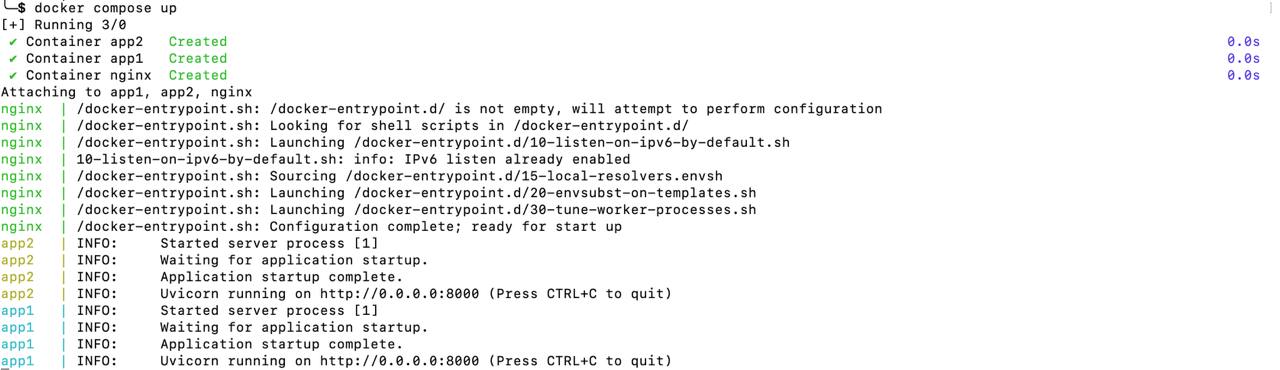 ╰─$ docker compose up
[+] Running 3/0
✔ Container app2   Created   0.0s
✔ Container app1   Created   0.0s
✔ Container nginx  Created   0.0s
Attaching to app1, app2, nginx
nginx  | /docker-entrypoint.sh: /docker-entrypoint.d/ is not empty, will attempt to perform configuration
nginx  | /docker-entrypoint.sh: Looking for shell scripts in /docker-entrypoint.d/
nginx  | /docker-entrypoint.sh: Launching /docker-entrypoint.d/10-listen-on-ipv6-by-default.sh
nginx  | 10-listen-on-ipv6-by-default.sh: info: IPv6 listen already enabled
nginx  | /docker-entrypoint.sh: Sourcing /docker-entrypoint.d/15-local-resolvers.envsh
nginx  | /docker-entrypoint.sh: Launching /docker-entrypoint.d/20-envsubst-on-templates.sh
nginx  | /docker-entrypoint.sh: Launching /docker-entrypoint.d/30-tune-worker-processes.sh
nginx  | /docker-entrypoint.sh: Configuration complete; ready for start up
app2   | INFO:     Started server process [1]
app2   | INFO:     Waiting for application startup.
app2   | INFO:     Application startup complete.
app2   | INFO:     Uvicorn running on http://0.0.0.0:8000 (Press CTRL+C to quit)
app1   | INFO:     Started server process [1]
app1   | INFO:     Waiting for application startup.
app1   | INFO:     Application startup complete.
app1   | INFO:     Uvicorn running on http://0.0.0.0:8000 (Press CTRL+C to quit)